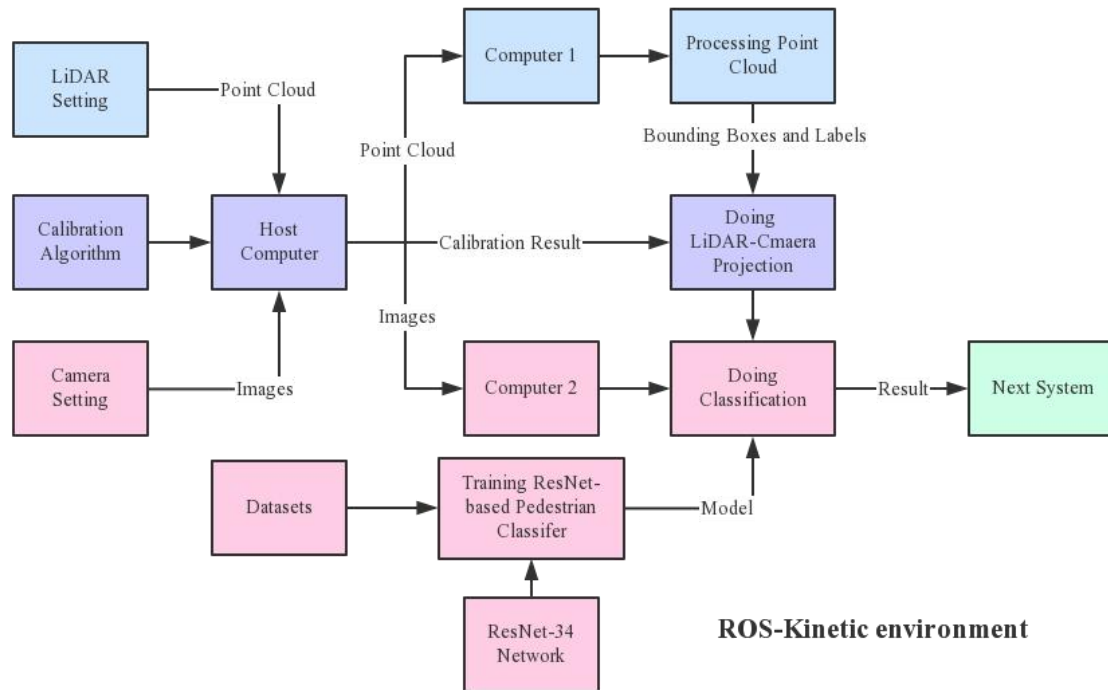 LiDAR
Setting
Point Cloud
Computer 1
Processing Point
Cloud
Point Cloud
Bounding Boxes and Labels
Calibration
Algorithm
Host
Computer
Calibration Result
Doing
LiDAR-Cmaera
Projection
Images
Camera
Setting
Images
Computer 2
Doing
Classification
Result
Next System
Datasets
Training ResNet-
based Pedestrian
Classifer
Model
ResNet-34
Network
ROS-Kinetic environment